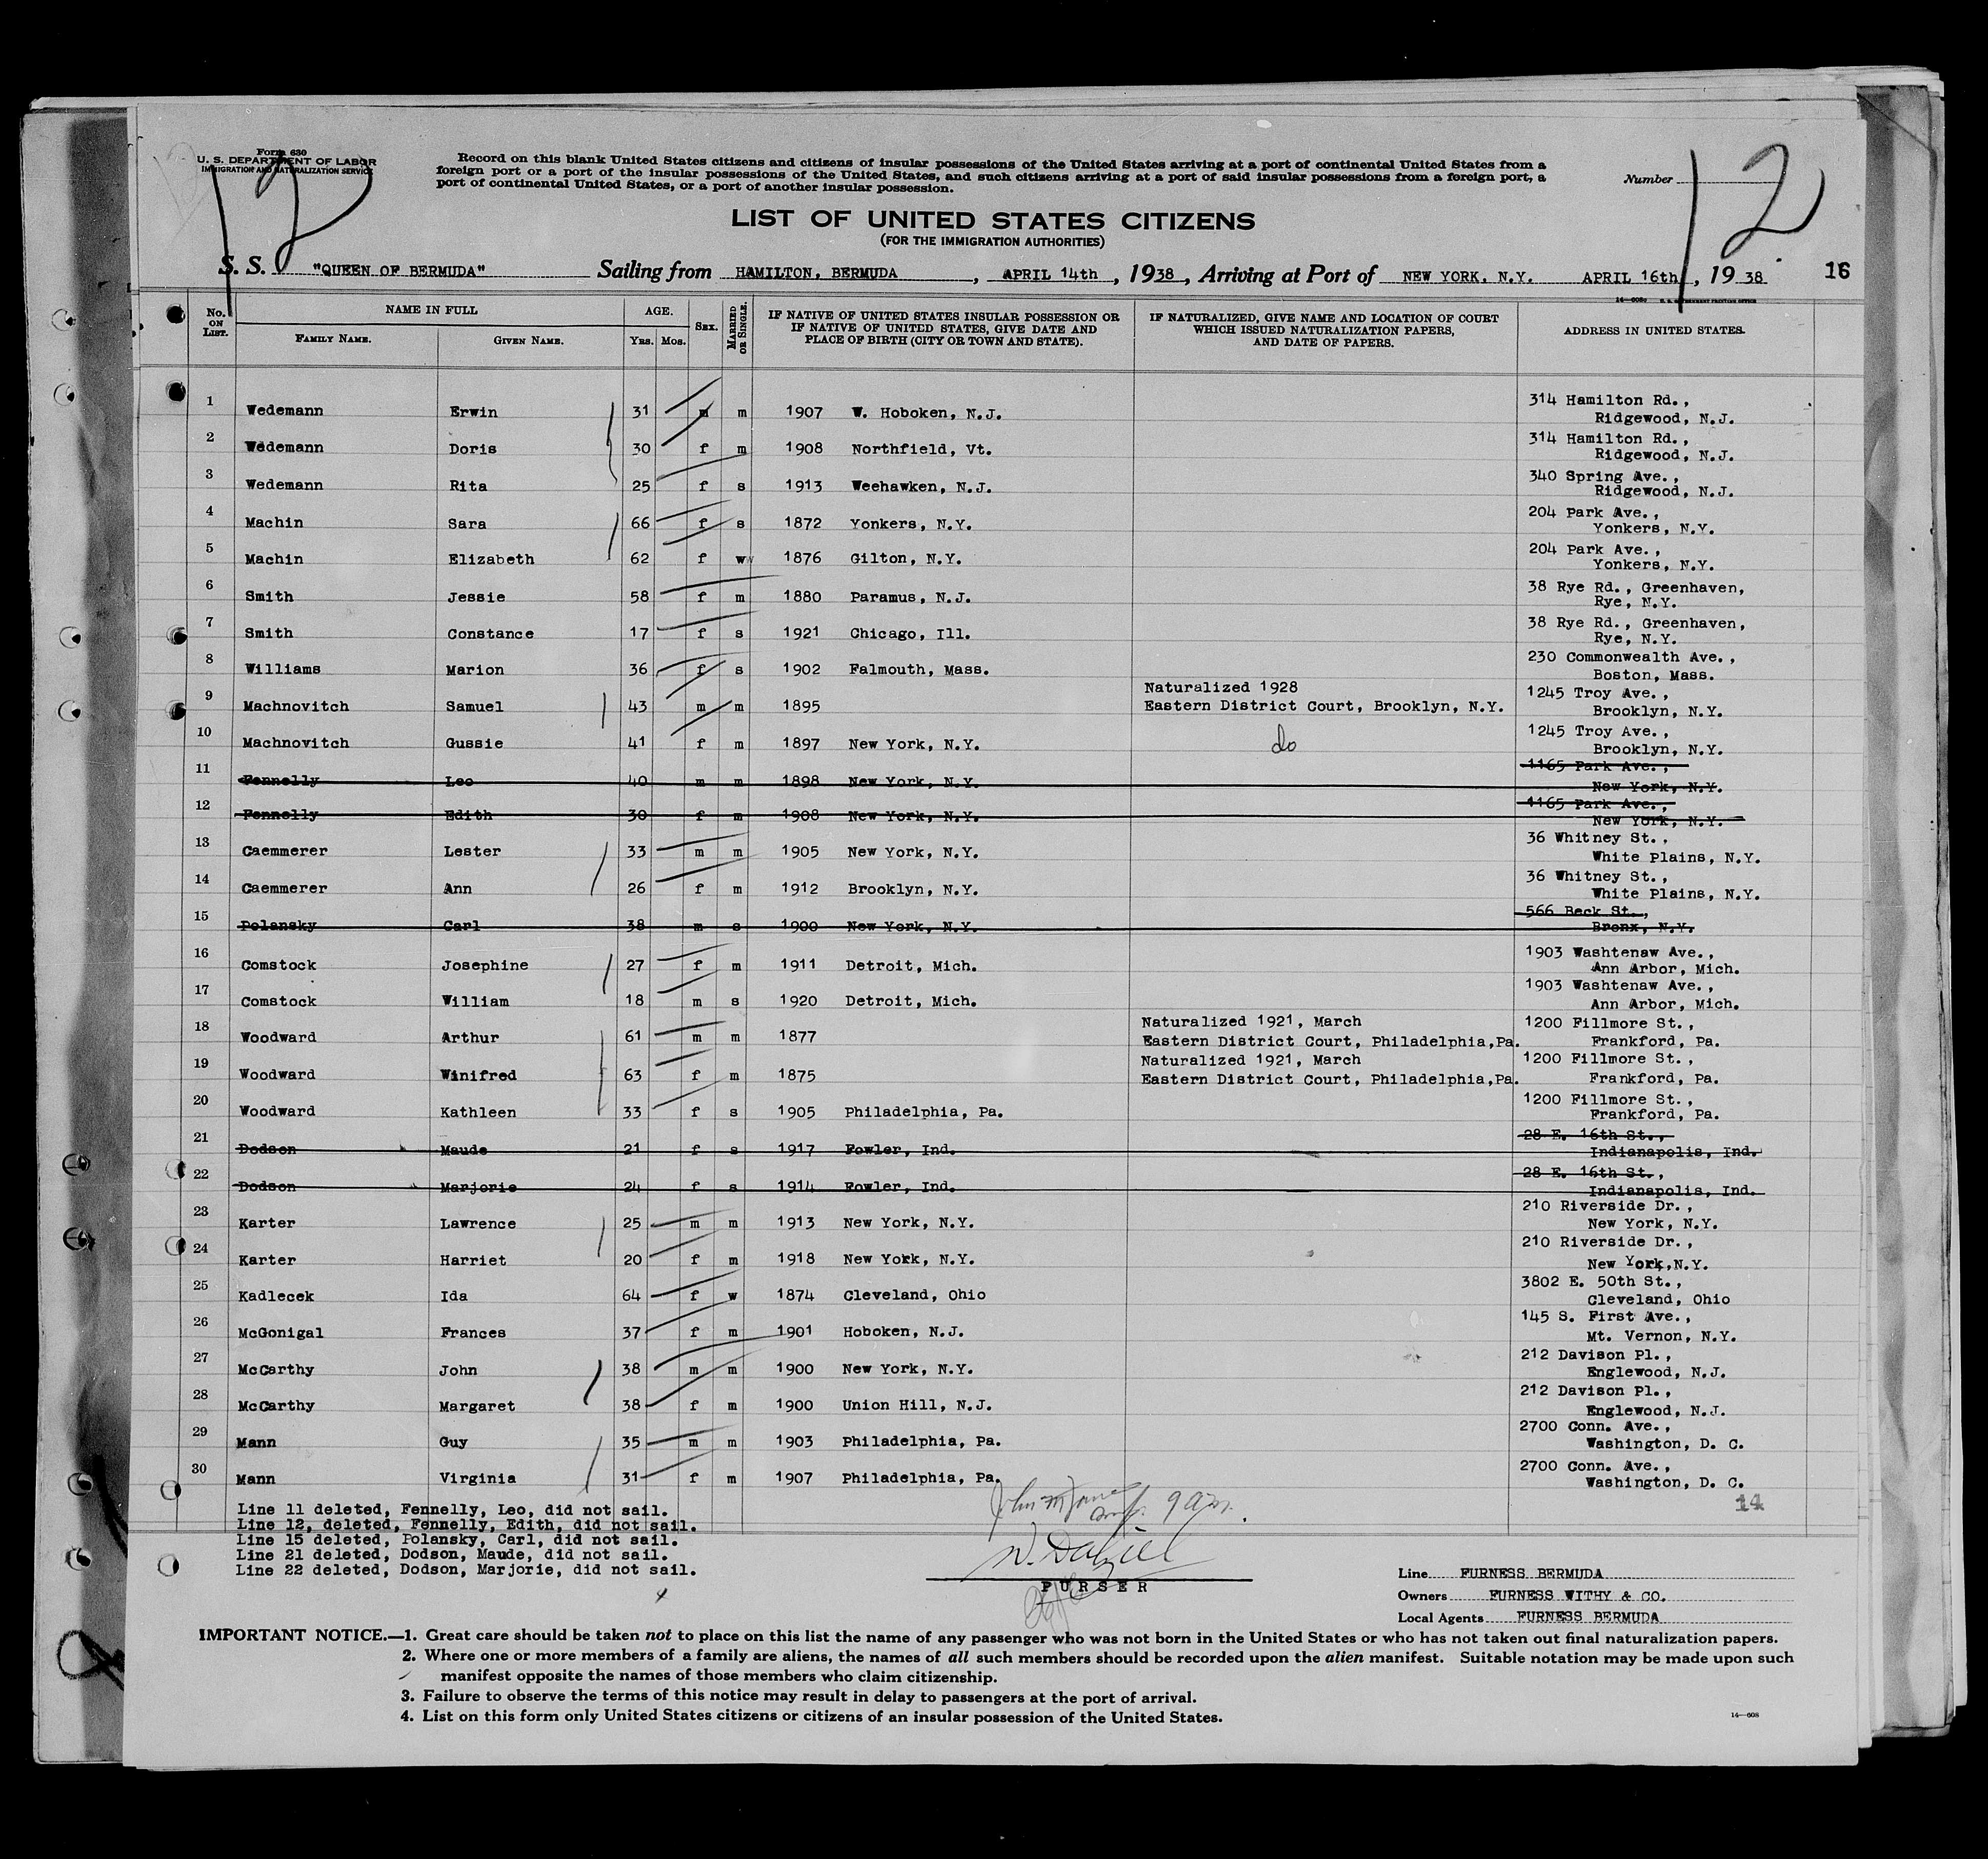 Form 630
U. S. DEPARTMENT OF LABOR
IMMIGRATION AND NATURALIZATION SERVICE
12
Record on this blank United States citizens and citizens of insular possessions of the United States arriving at a port of continental United States from a
foreign port or a port of the insular possessions of the United States, and such citizens arriving at a port of said insular possessions from a foreign port, a
port of continental United States, or a port of another insular possession.
Number 12
LIST OF UNITED STATES CITIZENS
(FOR THE IMMIGRATION AUTHORITIES)
S. S. "QUEEN OF BERMUDA" Sailing from HAMILTON, BERMUDA, APRIL 14th, 1938, Arriving at Port of NEW YORK, N.Y. APRIL 16th, 1938 16
No. ON LIST. NAME IN FULL FAMILY NAME. GIVEN NAME. AGE. YRS. MOS. SEX. MARRIED OR SINGLE. IF NATIVE OF UNITED STATES INSULAR POSSESSION OR IF NATIVE OF UNITED STATES, GIVE DATE AND PLACE OF BIRTH (CITY OR TOWN AND STATE). IF NATURALIZED, GIVE NAME AND LOCATION OF COURT WHICH ISSUED NATURALIZATION PAPERS, AND DATE OF PAPERS. ADDRESS IN UNITED STATES.
1 Wedemann Erwin 31 m m 1907 W. Hoboken, N.J. 314 Hamilton Rd., Ridgewood, N.J.
2 Wedemann Doris 30 f m 1908 Northfield, Vt. 314 Hamilton Rd., Ridgewood, N.J.
3 Wedemann Rita 25 f s 1913 Weehawken, N.J. 340 Spring Ave., Ridgewood, N.J.
4 Machin Sara 66 f s 1872 Yonkers, N.Y. 204 Park Ave., Yonkers, N.Y.
5 Machin Elizabeth 62 f w 1876 Gilton, N.Y. 204 Park Ave., Yonkers, N.Y.
6 Smith Jessie 58 f m 1880 Paramus, N.J. 38 Rye Rd., Greenhaven, Rye, N.Y.
7 Smith Constance 17 f s 1921 Chicago, Ill. 38 Rye Rd., Greenhaven, Rye, N.Y.
8 Williams Marion 36 f s 1902 Falmouth, Mass. 230 Commonwealth Ave., Boston, Mass.
9 Machnovitch Samuel 43 m m 1895 Naturalized 1928 Eastern District Court, Brooklyn, N.Y. 1245 Troy Ave., Brooklyn, N.Y.
10 Machnovitch Gussie 41 f m 1897 New York, N.Y. do 1245 Troy Ave., Brooklyn, N.Y.
11 Fennelly Leo 40 m m 1898 New York, N.Y. 1165 Park Ave., New York, N.Y.
12 Fennelly Edith 30 f m 1908 New York, N.Y. 1165 Park Ave., New York, N.Y.
13 Caemmerer Lester 33 m m 1905 New York, N.Y. 36 Whitney St., White Plains, N.Y.
14 Caemmerer Ann 26 f m 1912 Brooklyn, N.Y. 36 Whitney St., White Plains, N.Y.
15 Polansky Carl 38 m s 1900 New York, N.Y. 566 Beck St., Bronx, N.Y.
16 Comstock Josephine 27 f m 1911 Detroit, Mich. 1903 Washtenaw Ave., Ann Arbor, Mich.
17 Comstock William 18 m s 1920 Detroit, Mich. 1903 Washtenaw Ave., Ann Arbor, Mich.
18 Woodward Arthur 61 m m 1877 Naturalized 1921, March Eastern District Court, Philadelphia,Pa. 1200 Fillmore St., Frankford, Pa.
19 Woodward Winifred 63 f m 1875 Naturalized 1921, March Eastern District Court, Philadelphia,Pa. 1200 Fillmore St., Frankford, Pa.
20 Woodward Kathleen 33 f s 1905 Philadelphia, Pa. 1200 Fillmore St., Frankford, Pa.
21 Dodson Maude 21 f s 1917 Fowler, Ind. 28 E. 16th St., Indianapolis, Ind.
22 Dodson Marjorie 24 f s 1914 Fowler, Ind. 28 E. 16th St., Indianapolis, Ind.
23 Karter Lawrence 25 m m 1913 New York, N.Y. 210 Riverside Dr., New York, N.Y.
24 Karter Harriet 20 f m 1918 New York, N.Y. 210 Riverside Dr., New York,N.Y.
25 Kadlecek Ida 64 f w 1874 Cleveland, Ohio 3802 E. 50th St., Cleveland, Ohio
26 McGonigal Frances 37 f m 1901 Hoboken, N.J. 145 S. First Ave., Mt. Vernon, N.Y.
27 McCarthy John 38 m m 1900 New York, N.Y. 212 Davison Pl., Englewood, N.J.
28 McCarthy Margaret 38 f m 1900 Union Hill, N.J. 212 Davison Pl., Englewood, N.J.
29 Mann Guy 35 m m 1903 Philadelphia, Pa. 2700 Conn. Ave., Washington, D. C.
30 Mann Virginia 31 f m 1907 Philadelphia, Pa. 2700 Conn. Ave., Washington, D. C.
14
Line 11 deleted, Fennelly, Leo, did not sail.
Line 12, deleted, Fennelly, Edith, did not sail.
Line 15 deleted, Polansky, Carl, did not sail.
Line 21 deleted, Dodson, Maude, did not sail.
Line 22 deleted, Dodson, Marjorie, did not sail.
PURSER
Line FURNESS BERMUDA
Owners FURNESS WITHY & CO.
Local Agents FURNESS BERMUDA
IMPORTANT NOTICE.—1. Great care should be taken not to place on this list the name of any passenger who was not born in the United States or who has not taken out final naturalization papers.
2. Where one or more members of a family are aliens, the names of all such members should be recorded upon the alien manifest. Suitable notation may be made upon such
manifest opposite the names of those members who claim citizenship.
3. Failure to observe the terms of this notice may result in delay to passengers at the port of arrival.
4. List on this form only United States citizens or citizens of an insular possession of the United States.
14—608